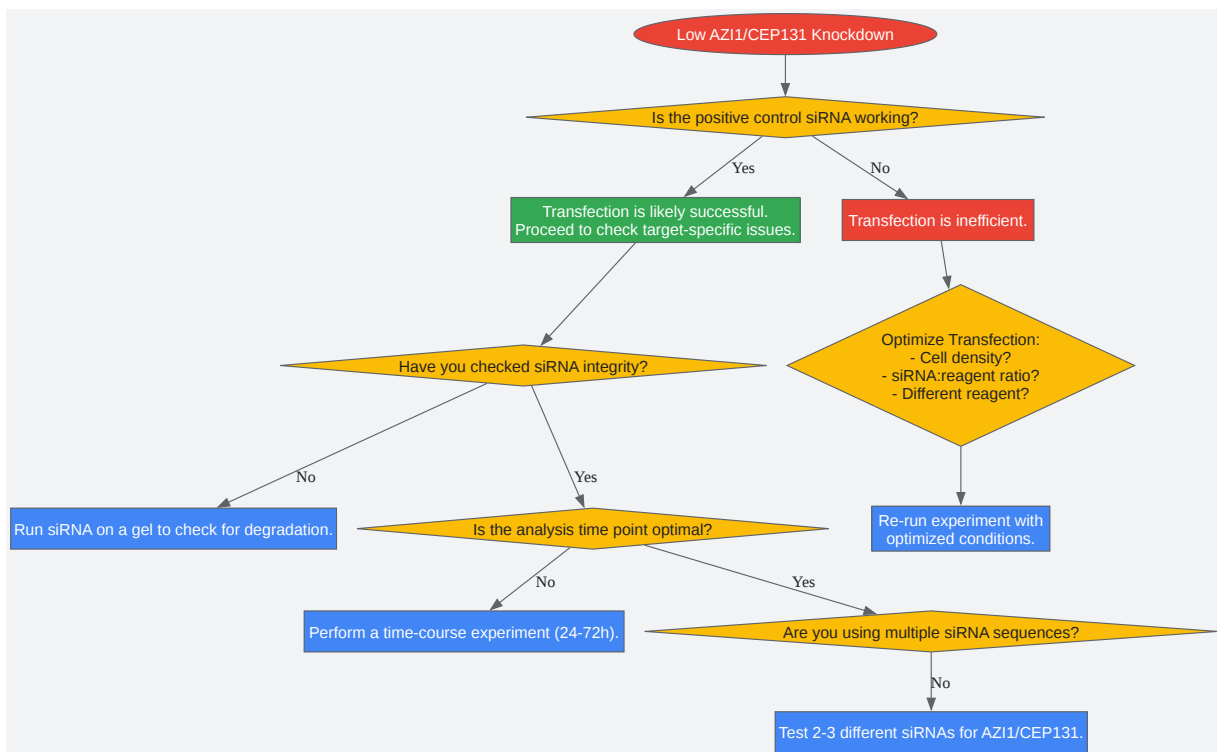 Low AZI1/CEP131 Knockdown
Is the positive control siRNA working?
Yes
No
Transfection is likely successful.
Proceed to check target-specific issues.
Transfection is inefficient.
Optimize Transfection:
- Cell density?
- siRNA:reagent ratio?
- Different reagent?
Have you checked siRNA integrity?
No
Yes
Run siRNA on a gel to check for degradation.
Is the analysis time point optimal?
Re-run experiment with
optimized conditions.
No
Yes
Perform a time-course experiment (24-72h).
Are you using multiple siRNA sequences?
No
Test 2-3 different siRNAs for AZI1/CEP131.